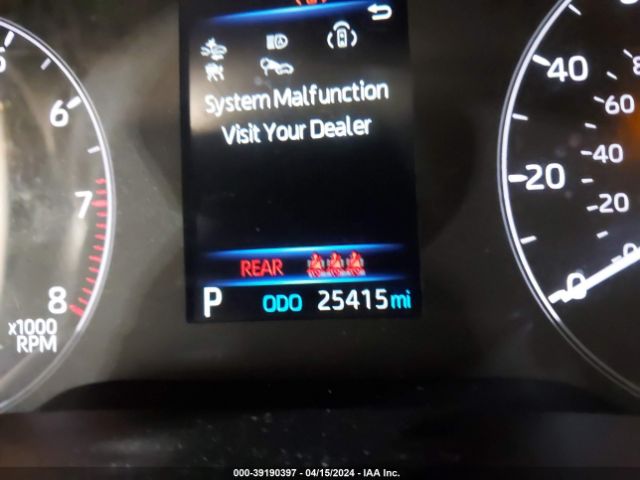 System Malfunction
Visit Your Dealer
REAR
P ODO 25415 mi
6
7
8
x1000
RPM
40
20
0
60
40
20
0
000-39190397 - 04/15/2024 - IAA Inc.